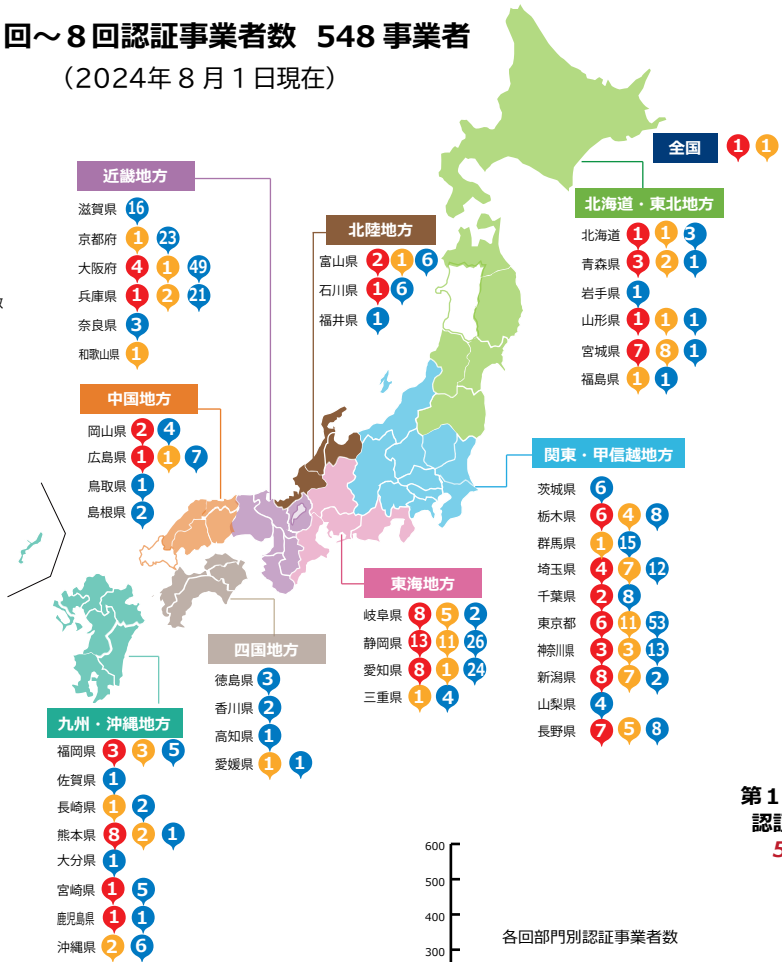 回～８回認証事業者数 548 事業者
（2024年８月１日現在）
全国 1 1
近畿地方
滋賀県 16
京都府 1 23
大阪府 4 1 49
兵庫県 1 2 21
奈良県 3
和歌山県 1
北陸地方
富山県 2 1 6
石川県 1 6
福井県 1
北海道・東北地方
北海道 1 1 3
青森県 3 2 1
岩手県 1
山形県 1 1 1
宮城県 7 8 1
福島県 1 1
中国地方
岡山県 2 4
広島県 1 1 7
鳥取県 1
島根県 2
関東・甲信越地方
茨城県 6
栃木県 6 4 8
群馬県 1 15
埼玉県 4 7 12
千葉県 2 8
東京都 6 11 53
神奈川県 3 3 13
新潟県 8 7 2
山梨県 4
長野県 7 5 8
東海地方
岐阜県 8 5 2
静岡県 13 11 26
愛知県 8 1 24
三重県 1 4
四国地方
徳島県 3
香川県 2
高知県 1
愛媛県 1 1
九州・沖縄地方
福岡県 3 3 5
佐賀県 1
長崎県 1 2
熊本県 8 2 1
大分県 1
宮崎県 1 5
鹿児島県 1 1
沖縄県 2 6
第１
認証
5
600
500
400
300
各回部門別認証事業者数